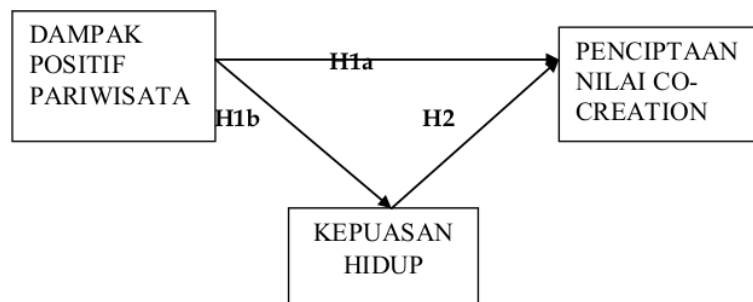 DAMPAK
POSITIF
PARIWISATA
H1a
PENCIPTAAN
NILAI CO-
CREATION
H1b
H2
KEPUASAN
HIDUP